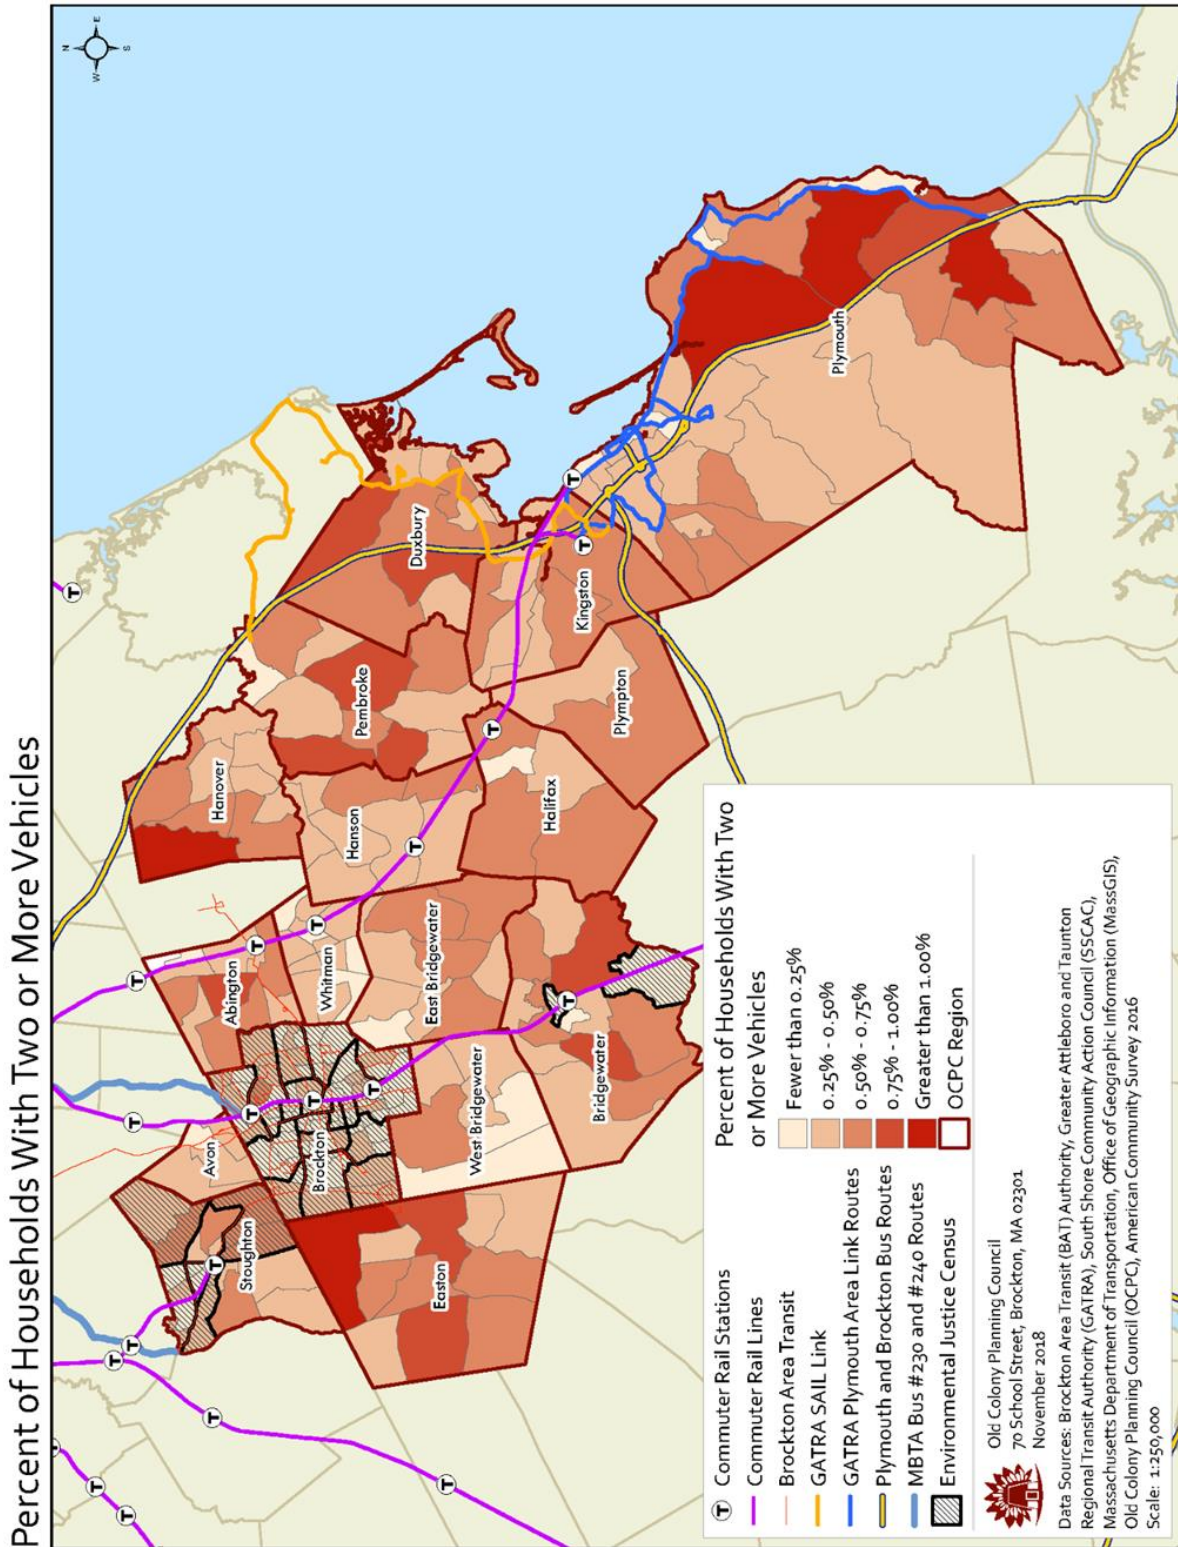 Percent of Households With Two or More Vehicles
N
W
E
S
Stoughton
Avon
Brockton
Easton
West Bridgewater
Bridgewater
Abington
Whitman
East Bridgewater
Hanover
Hanson
Halifax
Pembroke
Plympton
Duxbury
Kingston
Plymouth
T Commuter Rail Stations
Commuter Rail Lines
Brockton Area Transit
GATRA SAIL Link
GATRA Plymouth Area Link Routes
Plymouth and Brockton Bus Routes
MBTA Bus #230 and #240 Routes
Environmental Justice Census
Percent of Households With Two
or More Vehicles
Fewer than 0.25%
0.25% - 0.50%
0.50% - 0.75%
0.75% - 1.00%
Greater than 1.00%
OCPC Region
Old Colony Planning Council
70 School Street, Brockton, MA 02301
November 2018
Data Sources: Brockton Area Transit (BAT) Authority, Greater Attleboro and Taunton
Regional Transit Authority (GATRA), South Shore Community Action Council (SSCAC),
Massachusetts Department of Transportation, Office of Geographic Information (MassGIS),
Old Colony Planning Council (OCPC), American Community Survey 2016
Scale: 1:250,000